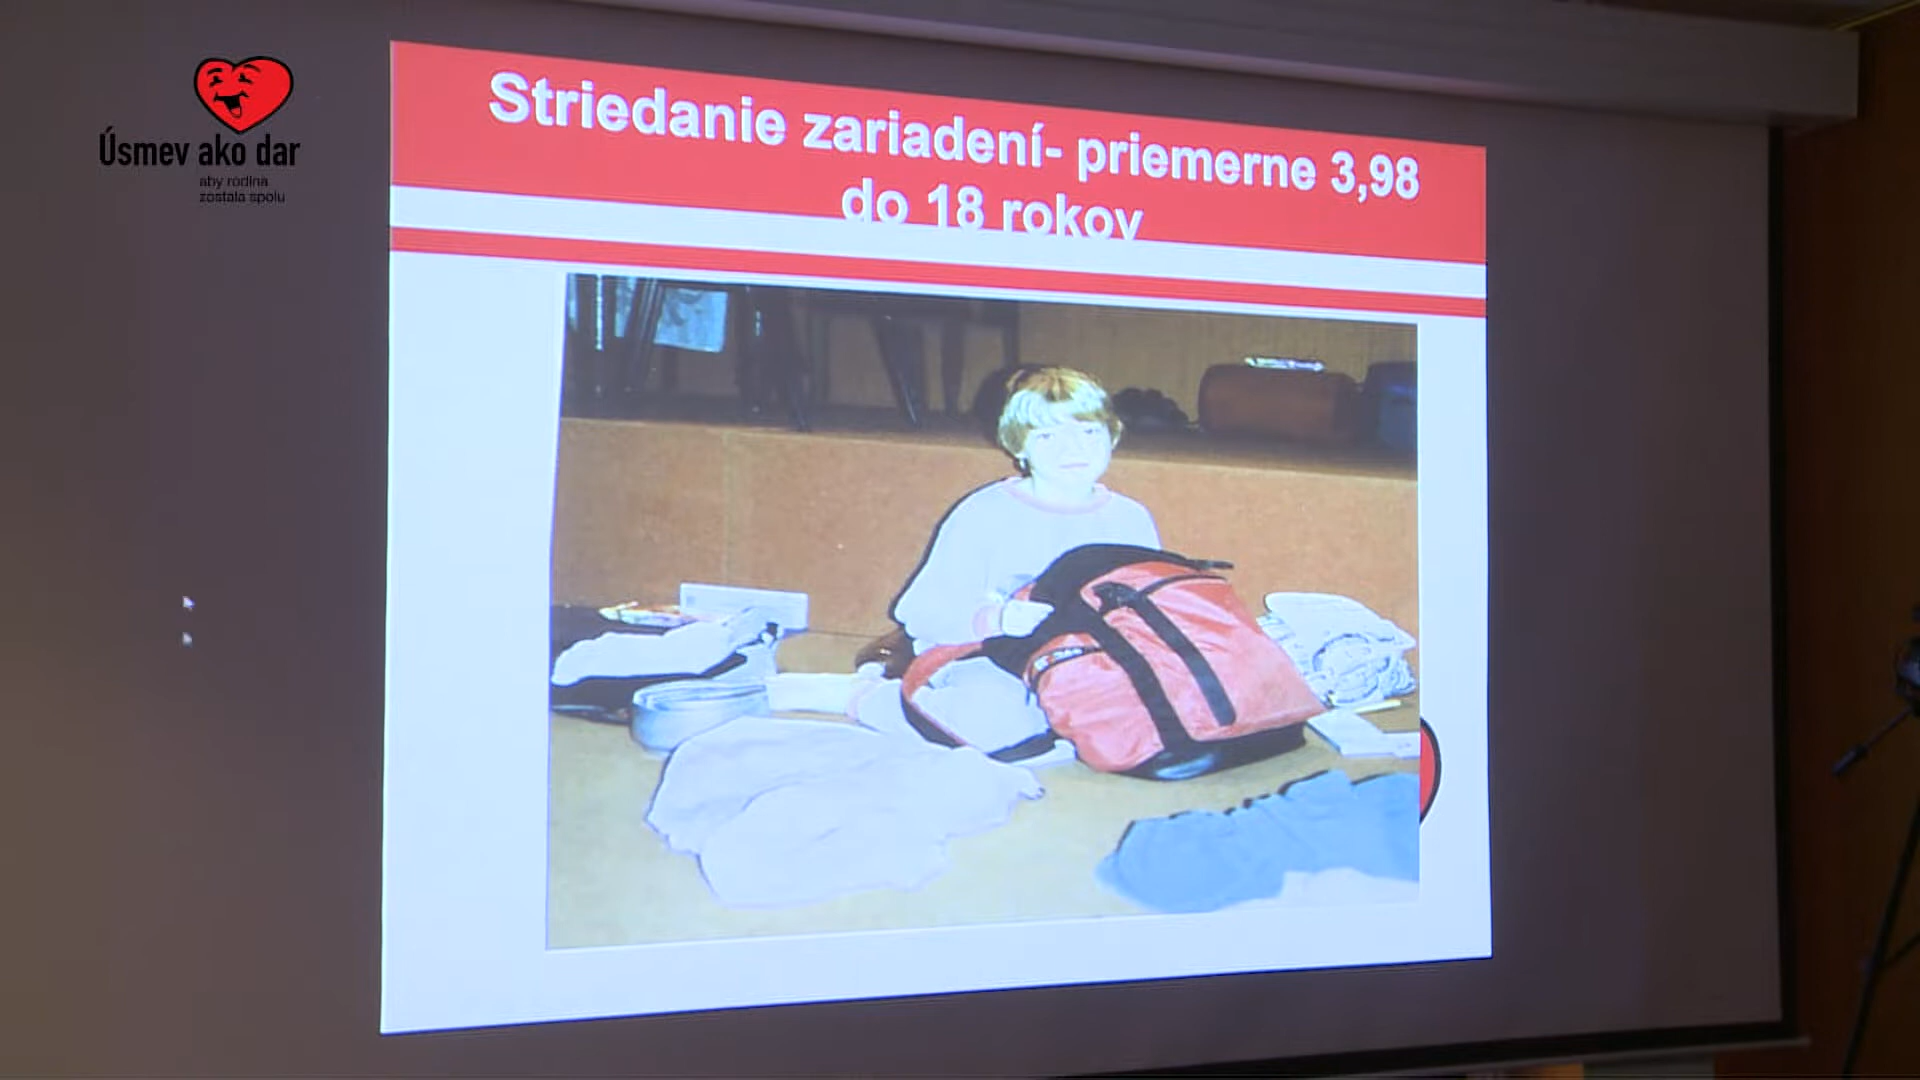 Úsmev ako dar
aby rodina
zostala spolu
Striedanie zariadení- priemerne 3,98
do 18 rokov